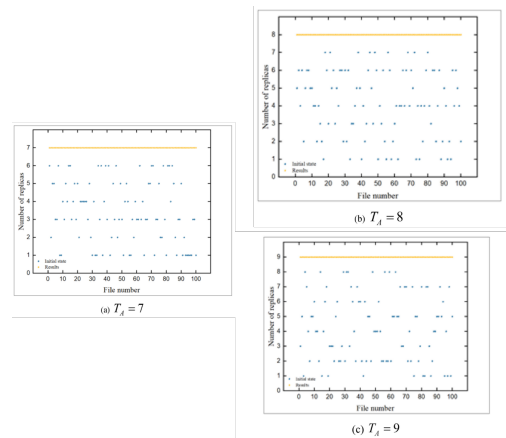 Number of replicas
8
7
6
5
4
3
2
1
Initial state
Results
0 10 20 30 40 50 60 70 80 90 100
File number
(b) T_A = 8
Number of replicas
7
6
5
4
3
2
1
Initial state
Results
0 10 20 30 40 50 60 70 80 90 100
File number
(a) T_A = 7
Number of replicas
9
8
7
6
5
4
3
2
1
Initial state
Results
0 10 20 30 40 50 60 70 80 90 100
File number
(c) T_A = 9